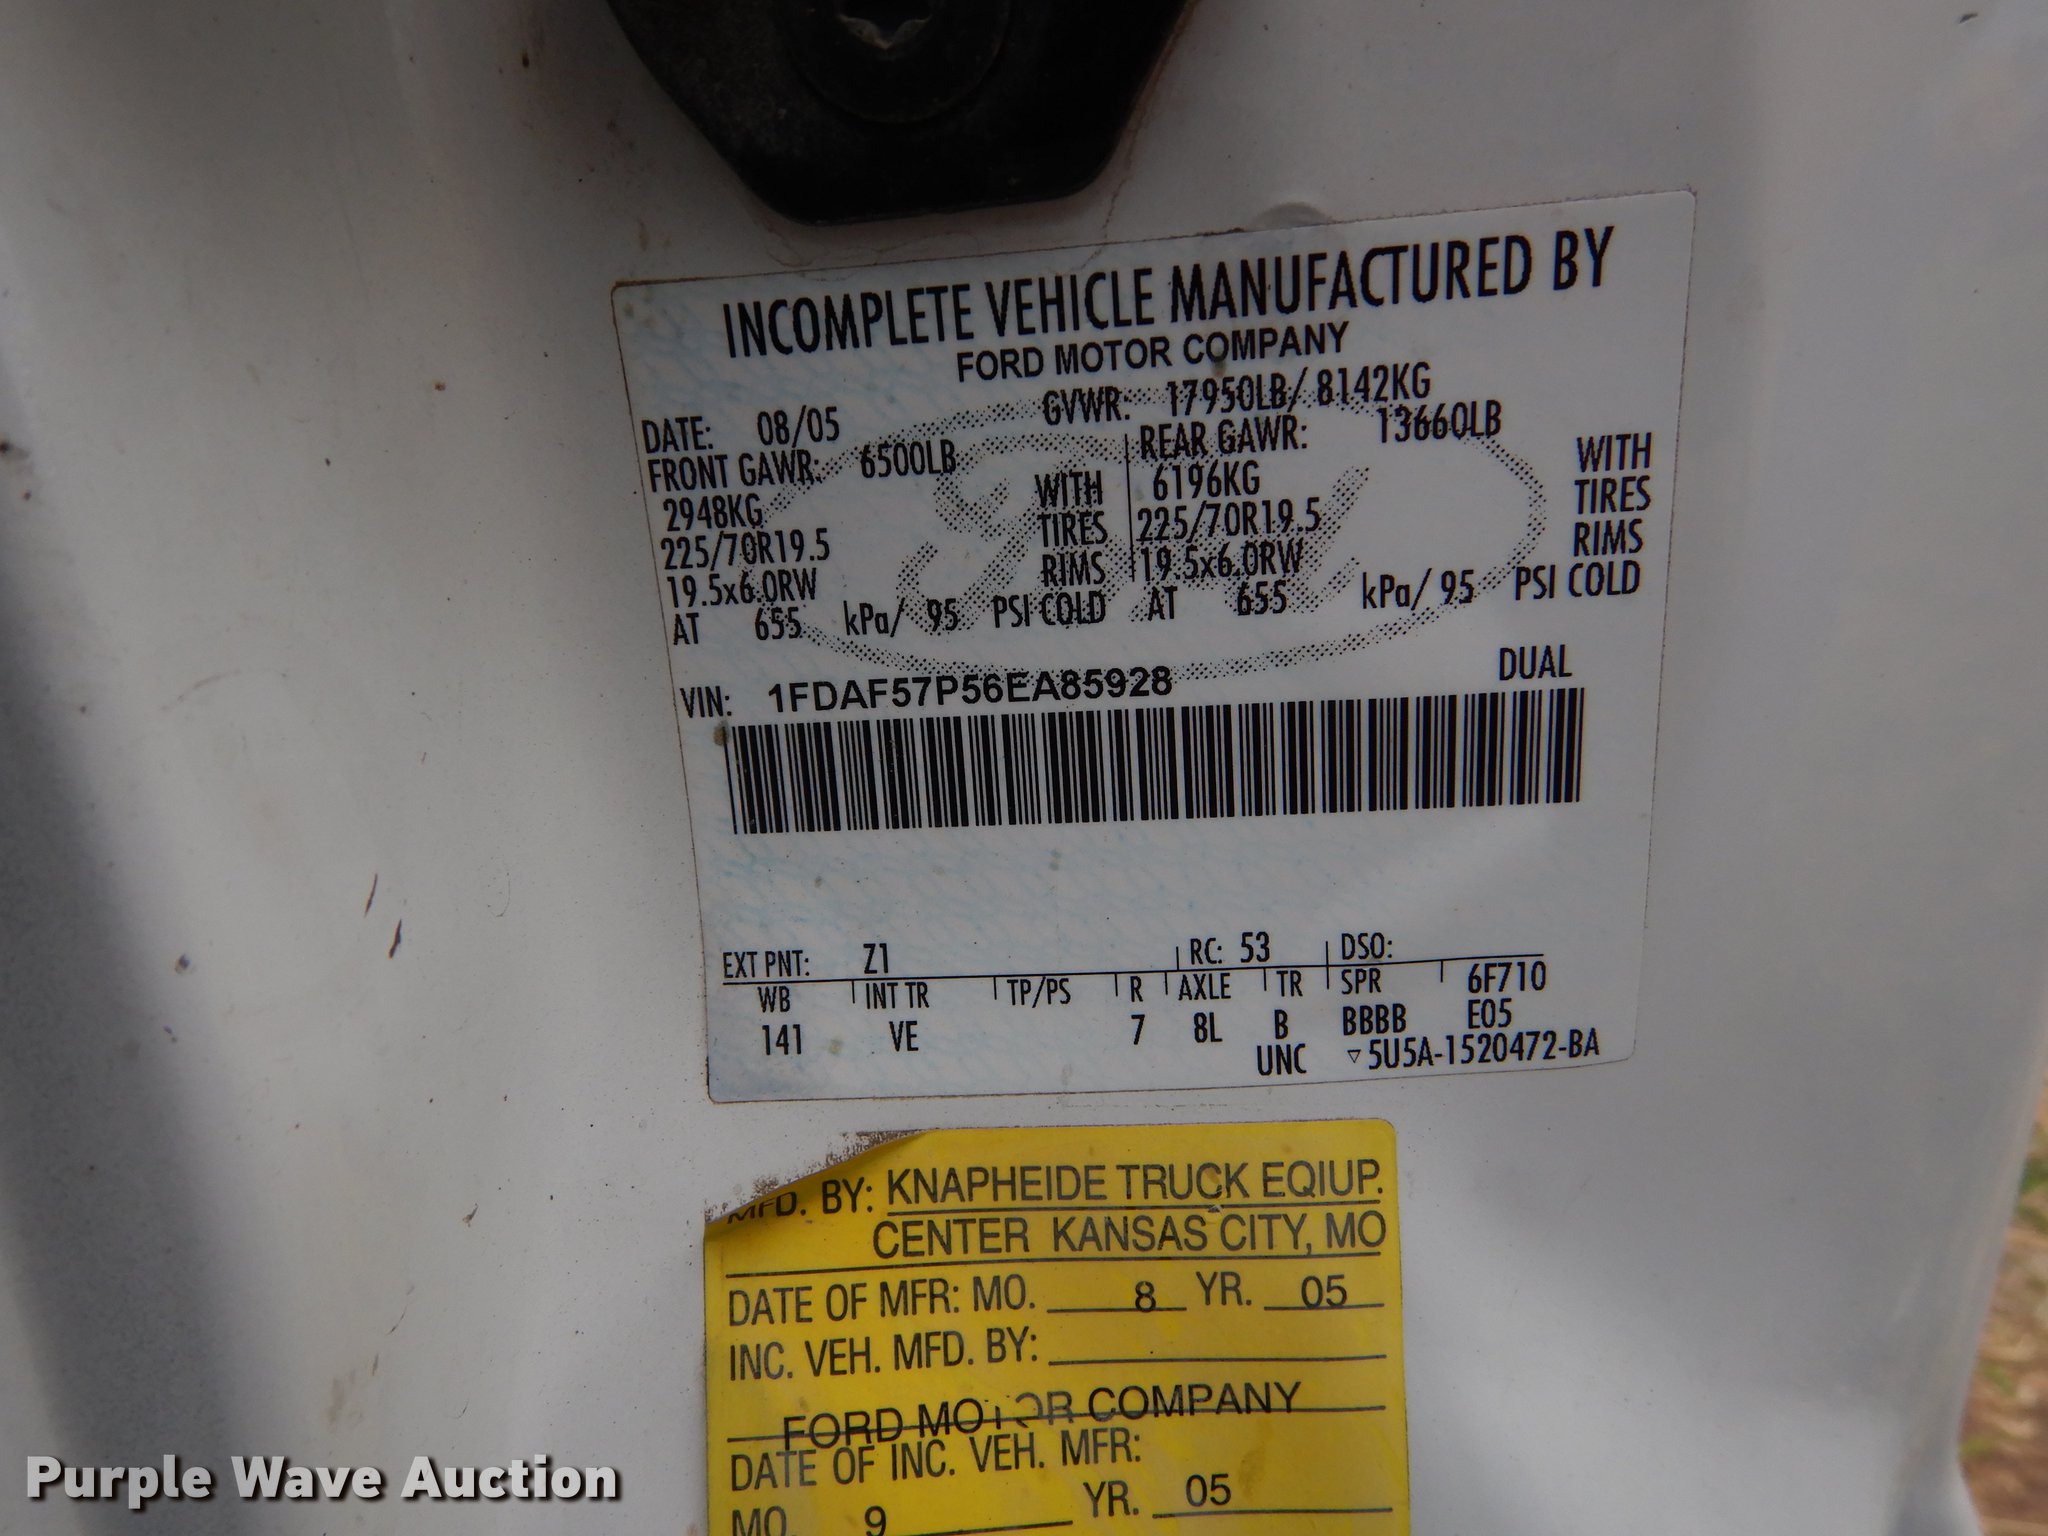 INCOMPLETE VEHICLE MANUFACTURED BY
FORD MOTOR COMPANY
DATE: 08/05 GVWR: 17950LB/ 8142KG
FRONT GAWR: 6500LB REAR GAWR: 13660LB
2948KG WITH 6196KG WITH
225/70R19.5 TIRES 225/70R19.5 TIRES
19.5x6.0RW RIMS 19.5x6.0RW RIMS
AT 655 kPa/ 95 PSI COLD AT 655 kPa/ 95 PSI COLD
VIN: 1FDAF57P56EA85928 DUAL
EXT PNT: Z1 RC: 53 DSO:
WB INT TR TP/PS R AXLE TR SPR 6F710
141 VE 7 8L B BBBB E05
UNC ▽5U5A-1520472-BA
MFD. BY: KNAPHEIDE TRUCK EQIUP.
CENTER KANSAS CITY, MO
DATE OF MFR: MO. 8 YR. 05
INC. VEH. MFD. BY:
FORD MOTOR COMPANY
DATE OF INC. VEH. MFR:
MO. 9 YR. 05
Purple Wave Auction